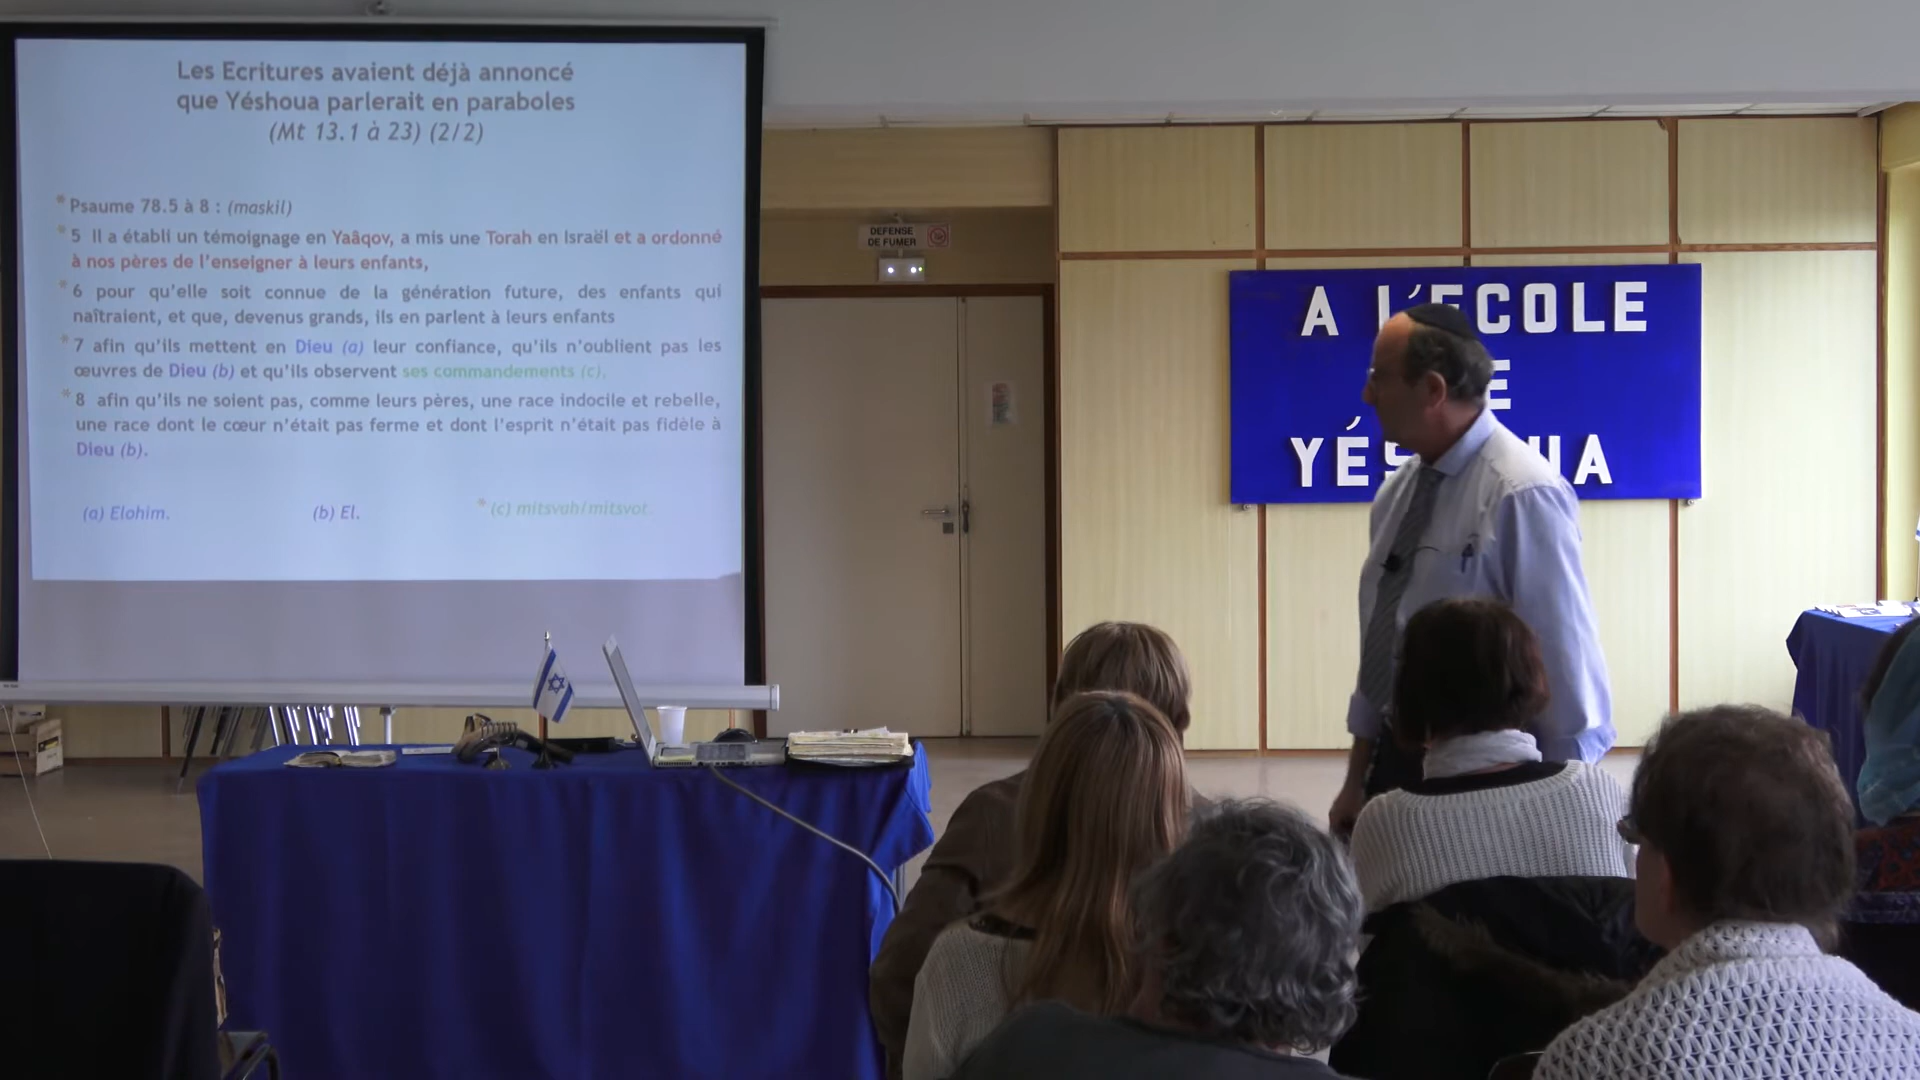 Les Ecritures avaient déjà annoncé
que Yéshoua parlerait en paraboles
(Mt 13.1 à 23) (2/2)
* Psaume 78.5 à 8 : (maskil)
* 5 Il a établi un témoignage en Yaâqov, a mis une Torah en Israël et a ordonné
à nos pères de l'enseigner à leurs enfants,
* 6 pour qu'elle soit connue de la génération future, des enfants qui
naîtraient, et que, devenus grands, ils en parlent à leurs enfants
* 7 afin qu'ils mettent en Dieu (a) leur confiance, qu'ils n'oublient pas les
œuvres de Dieu (b) et qu'ils observent ses commandements (c).
* 8 afin qu'ils ne soient pas, comme leurs pères, une race indocile et rebelle,
une race dont le cœur n'était pas ferme et dont l'esprit n'était pas fidèle à
Dieu (b).
(a) Elohim. (b) El. * (c) mitsvah/mitsvot.
DEFENSE
DE FUMER
A L'ECOLE
E
YÉS UA